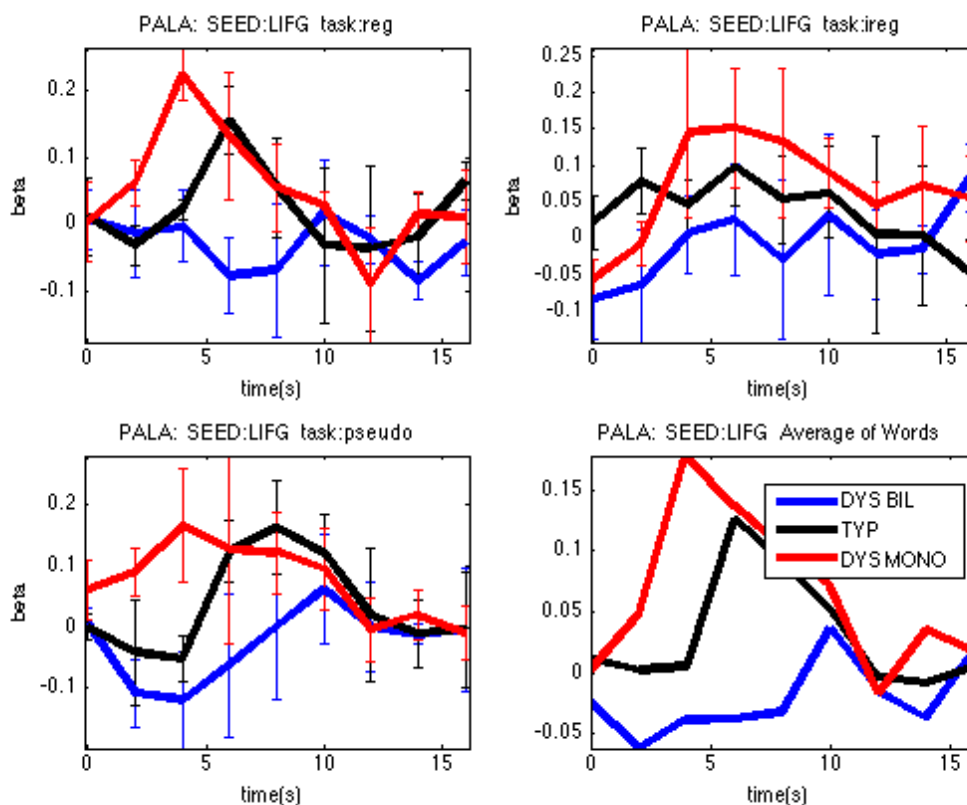 PALA: SEED:LIFG task:reg
0.2
0.1
0
-0.1
beta
0 5 10 15
time(s)
PALA: SEED:LIFG task:ireg
0.25
0.15
0.1
0.05
0
-0.05
-0.1
beta
0 5 10 15
time(s)
PALA: SEED:LIFG task:pseudo
0.2
0.1
0
-0.1
beta
0 5 10 15
time(s)
PALA: SEED:LIFG Average of Words
0.15
0.1
0.05
0
-0.05
DYS BIL
TYP
DYS MONO
0 5 10 15
time(s)